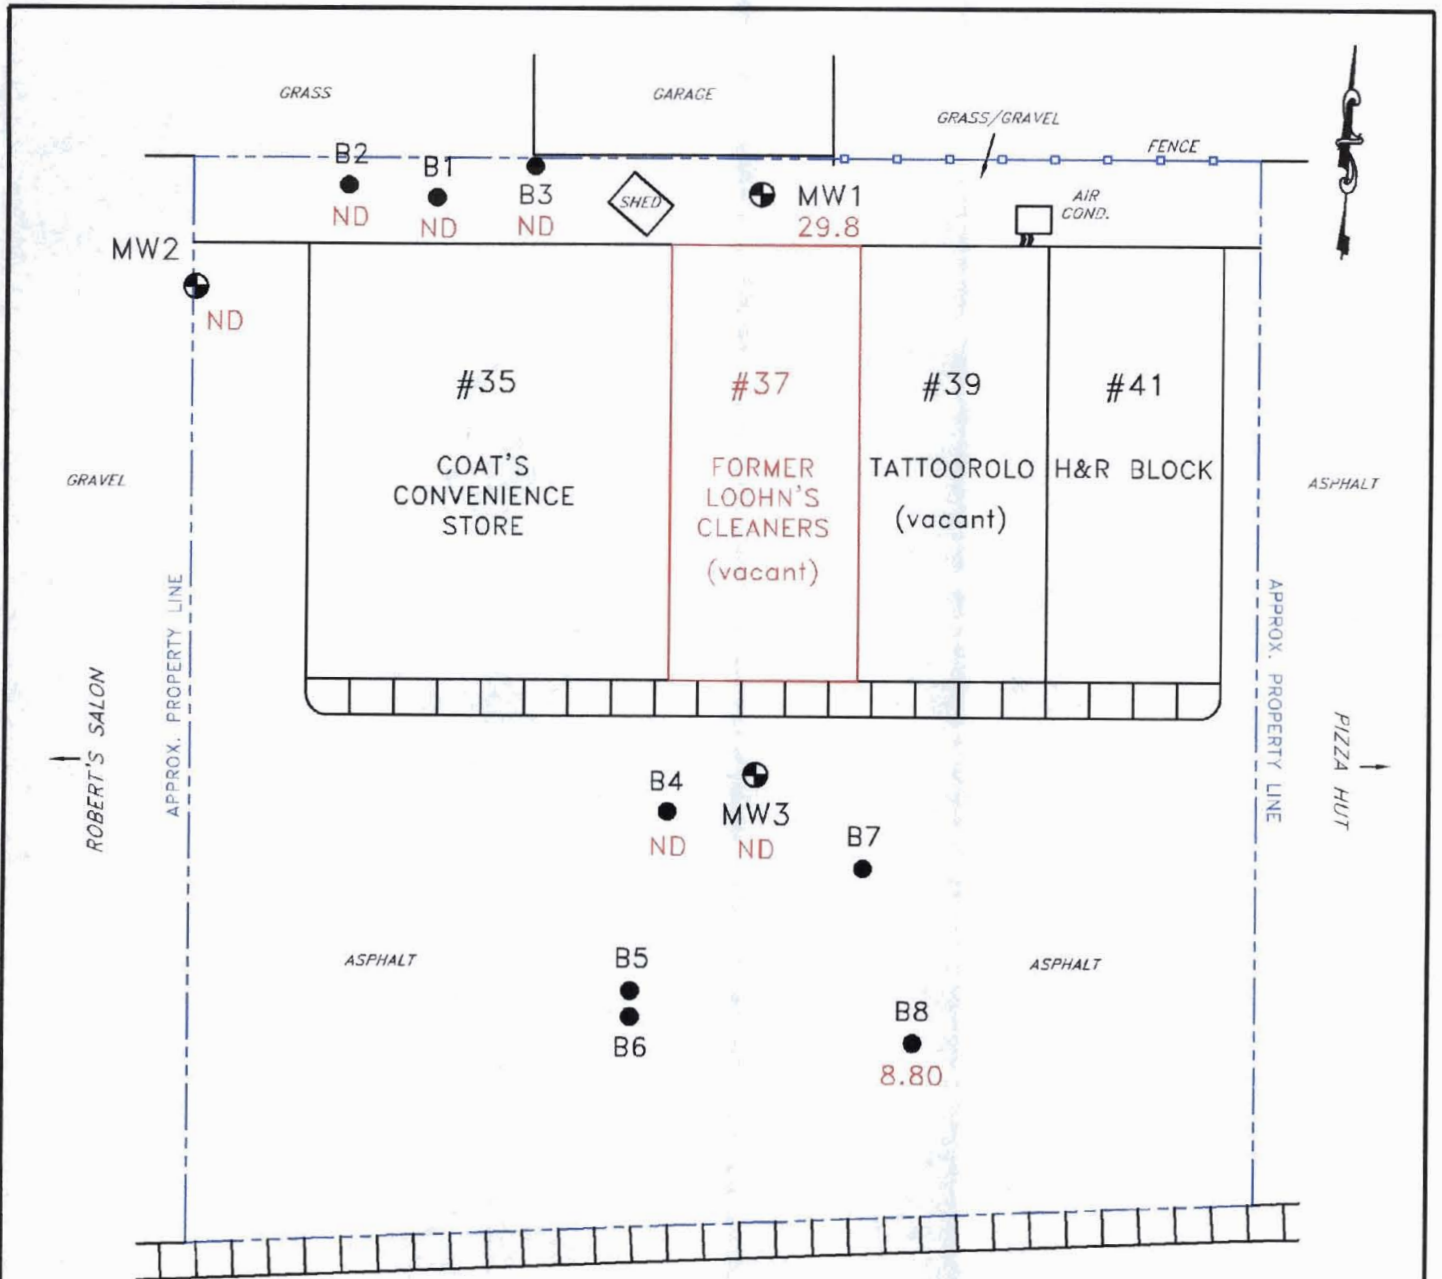 GRASS
GARAGE
GRASS/GRAVEL
FENCE
B2
ND
B1
ND
B3
ND
SHED
MW1
29.8
AIR
COND.
MW2
ND
#35
COAT'S
CONVENIENCE
STORE
#37
FORMER
LOOHN'S
CLEANERS
(vacant)
#39
TATTOOROLO
(vacant)
#41
H&R BLOCK
GRAVEL
ASPHALT
APPROX. PROPERTY LINE
ROBERT'S SALON
APPROX. PROPERTY LINE
PIZZA HUT
B4
ND
MW3
ND
B7
ASPHALT
B5
B6
ASPHALT
B8
8.80